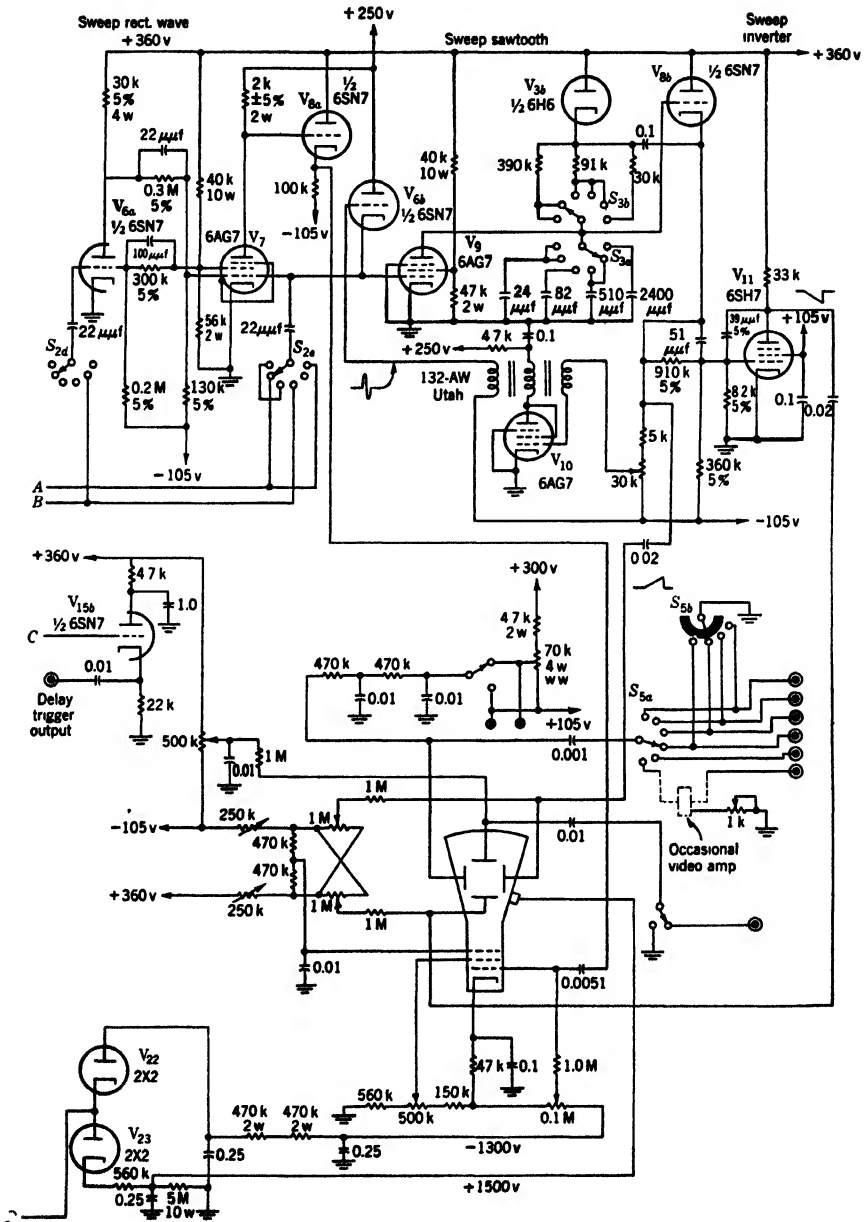 + 250 v
Sweep rect. wave
+360 v
Sweep sawtooth
Sweep
inverter
+ 360 v
30 k
5%
4 w
22 μμf
0.3 M
5%
V6a
½ 6SN7
40 k
10 w
2 k
±5%
2 w
½
6SN7
V8a
100 k
-105 v
V6b
½ 6SN7
V7
6AG7
100 μμf
300 k
5%
22 μμf
S2d
0.2 M
5%
56 k
2 w
130 k
5%
22 μμf
S2e
- 105 v
A
B
40 k
10 w
V9
6AG7
47 k
2 w
V3b
½ 6H6
V8b
½ 6SN7
0.1
390 k
91 k
30 k
S3b
S3a
24
μμf
82
μμf
510
μμf
2400
μμf
+ 250 v
47 k
0.1
132-AW
Utah
V10
6AG7
V11
6SH7
33 k
39 μμf
5%
+105 v
51
μμf
910 k
5%
82 k
5%
0.1
0.02
5 k
30 k
360 k
5%
-105 v
0 02
+360 v
4 7 k
V15b
½ 6SN7
1.0
C
0.01
Delay
trigger
output
22 k
500 k
0.01
1 M
+300 v
4 7 k
2 w
70 k
4 w
ww
470 k
470 k
0.01
0.01
+105 v
0.001
S5b
S5a
1 k
Occasional
video amp
-105 v
250 k
1 M
1 M
470 k
470 k
+360 v
250 k
1 M
1 M
0.01
0.01
0.0051
47 k
0.1
1.0 M
560 k
500 k
150 k
0.1 M
V22
2X2
V23
2X2
470 k
2 w
470 k
2 w
0.25
0.25
-1300 v
+1500 v
560 k
0.25
5 M
10 w